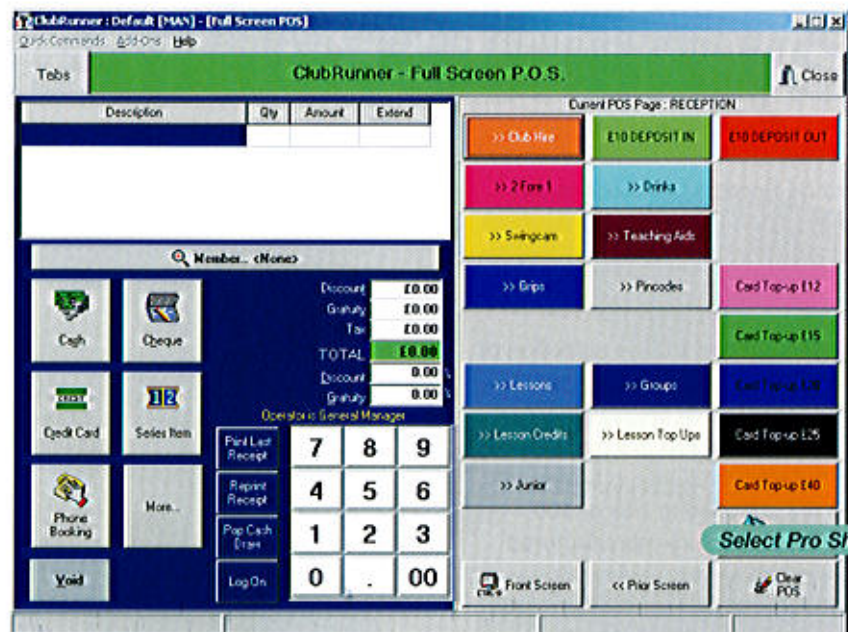 ClubRunner : Default [MAN] - [Full Screen POS]
Quick Commands Add-Ons Help
Tabs
ClubRunner - Full Screen P.O.S.
Close
Description Qty Amount Extend
Member... <None>
Cash
Cheque
Credit Card
Series Item
Phone Booking
More...
Void
Discount £0.00
Gratuity £0.00
Tax £0.00
TOTAL £0.00
Discount 0.00 %
Gratuity 0.00 %
Operator is General Manager
Print Last Receipt
Reprint Receipt
Pop Cash Draw
Log On
7 8 9
4 5 6
1 2 3
0 . 00
Current POS Page : RECEPTION
>> Club Hire
£10 DEPOSIT IN
£10 DEPOSIT OUT
>> 2 Fore 1
>> Drinks
>> Swingcam
>> Teaching Aids
>> Grips
>> Pincodes
Card Top-up £12
Card Top-up £15
>> Lessons
>> Groups
Card Top-up
>> Lesson Credits
>> Lesson Top Ups
Card Top-up £25
>> Junior
Card Top-up £40
Select Pro Sh
Front Screen
<< Prior Screen
Clear POS